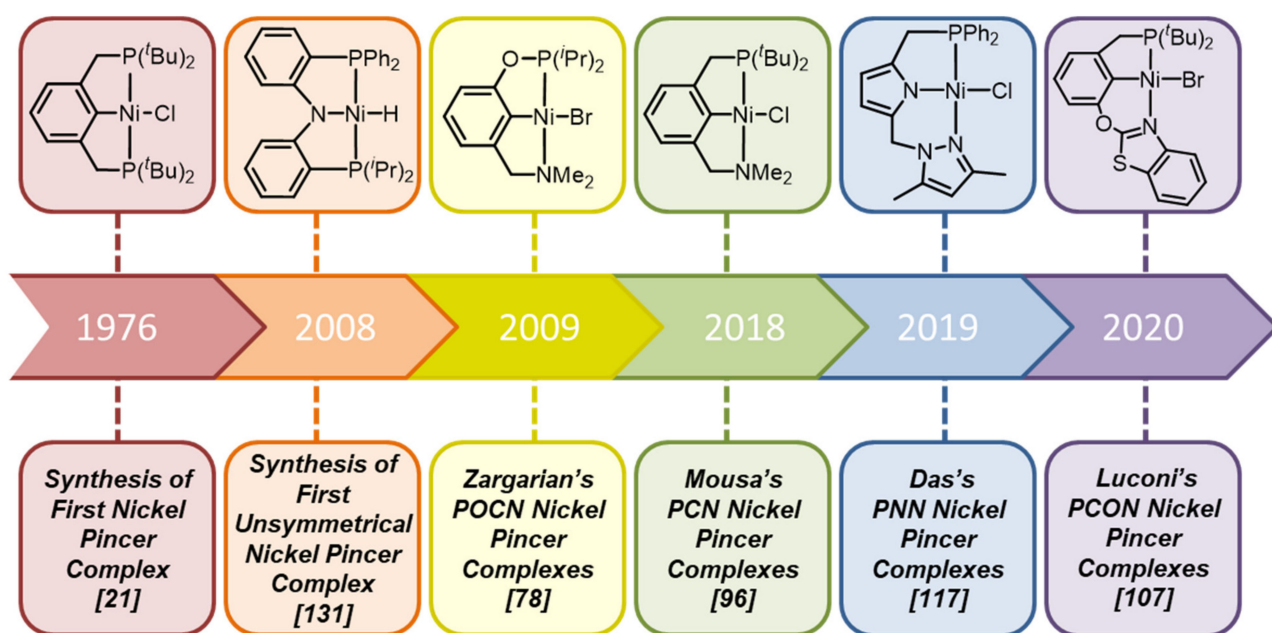 P(ᵗBu)₂
Ni-Cl
P(ᵗBu)₂
PPh₂
N
Ni
H
P(ⁱPr)₂
O
P(ⁱPr)₂
Ni-Br
NMe₂
P(ᵗBu)₂
Ni
Cl
NMe₂
PPh₂
N
Ni
Cl
N
N
P(ᵗBu)₂
Ni
Br
O
N
S
1976
2008
2009
2018
2019
2020
Synthesis of
First Nickel
Pincer
Complex
[21]
Synthesis of
First
Unsymmetrical
Nickel Pincer
Complex
[131]
Zargarian's
POCN Nickel
Pincer
Complexes
[78]
Mousa's
PCN Nickel
Pincer
Complexes
[96]
Das's
PNN Nickel
Pincer
Complexes
[117]
Luconi's
PCON Nickel
Pincer
Complexes
[107]